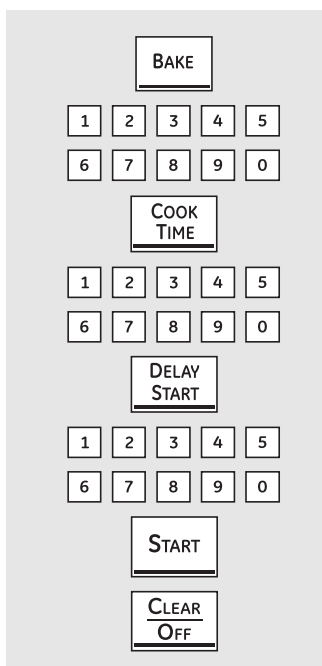 BAKE
1 2 3 4 5
6 7 8 9 0
COOK
TIME
1 2 3 4 5
6 7 8 9 0
DELAY
START
1 2 3 4 5
6 7 8 9 0
START
CLEAR
OFF